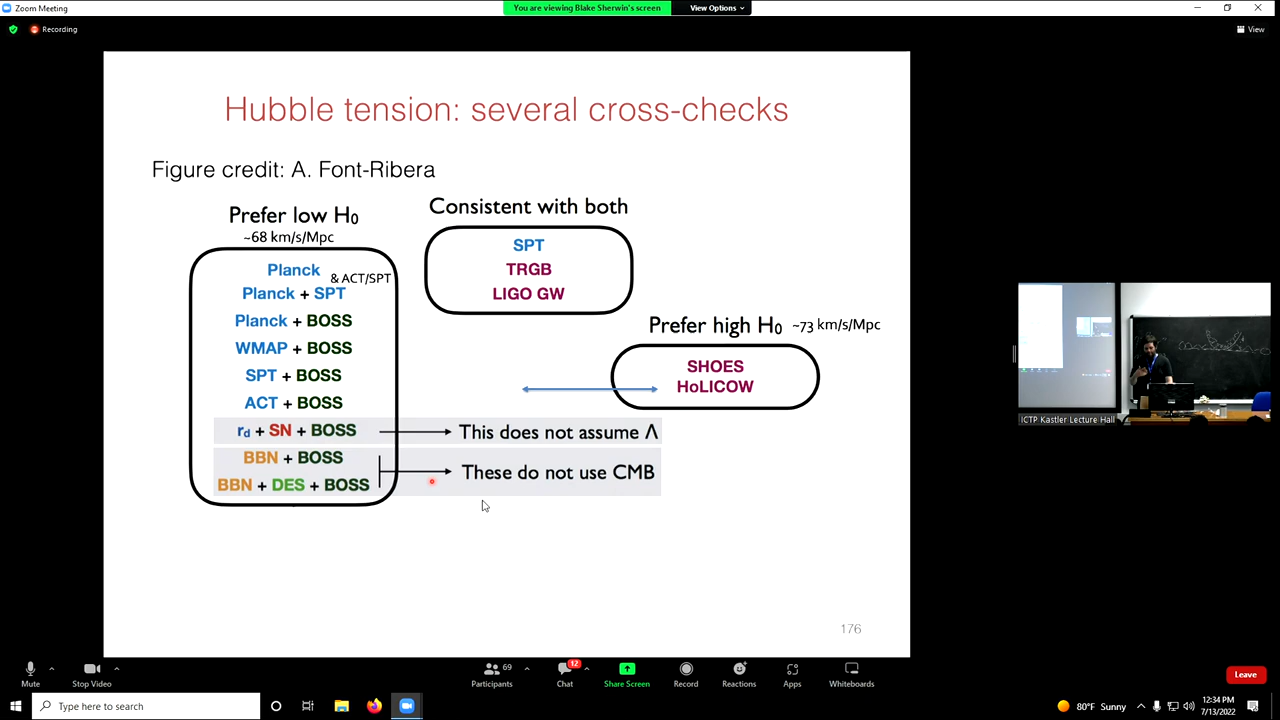 Zoom Meeting
You are viewing Blake Sherwin's screen
View Options
Recording
View
Hubble tension: several cross-checks
Figure credit: A. Font-Ribera
Prefer low H₀
~68 km/s/Mpc
Planck
& ACT/SPT
Planck + SPT
Planck + BOSS
WMAP + BOSS
SPT + BOSS
ACT + BOSS
rd + SN + BOSS
BBN + BOSS
BBN + DES + BOSS
Consistent with both
SPT
TRGB
LIGO GW
Prefer high H₀ ~73 km/s/Mpc
SHOES
HoLICOW
This does not assume Λ
These do not use CMB
176
ICTP Kastler Lecture Hall
Mute
Stop Video
69
Participants
12
Chat
Share Screen
Record
Reactions
Apps
Whiteboards
Leave
Type here to search
80°F Sunny
12:34 PM
7/13/2022